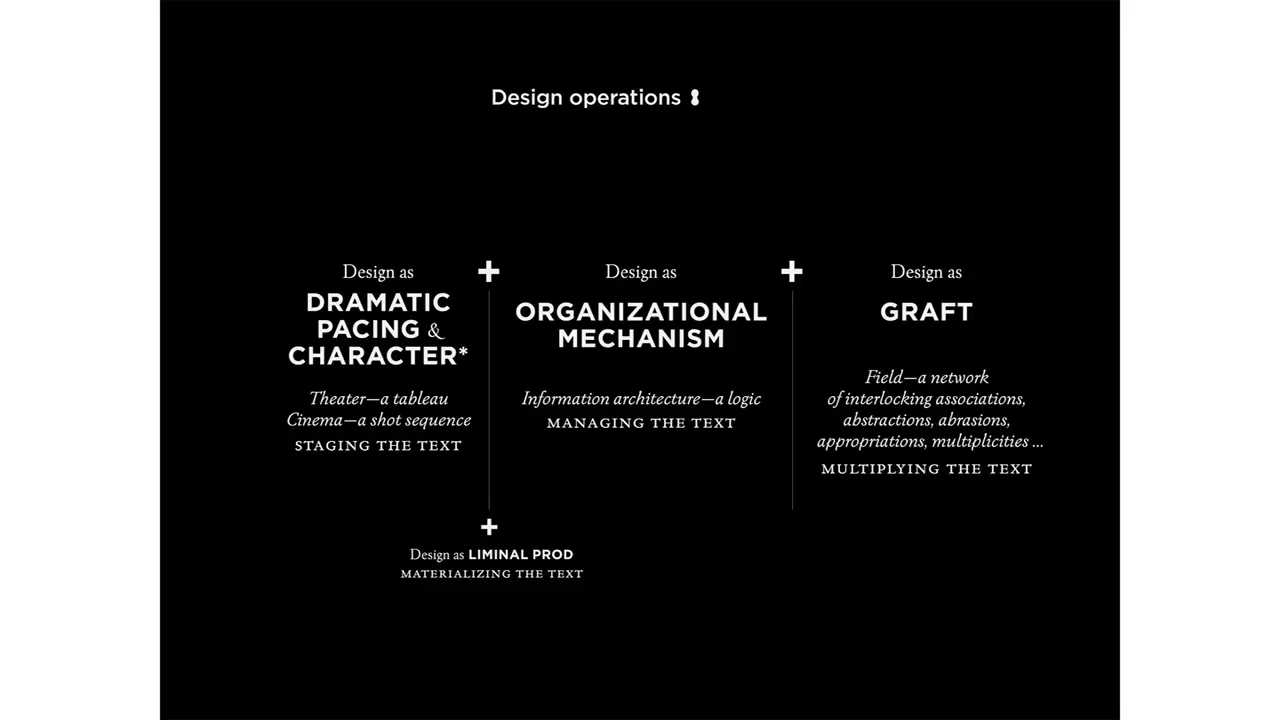 Design operations
Design as
DRAMATIC
PACING &
CHARACTER*
Theater—a tableau
Cinema—a shot sequence
STAGING THE TEXT
+
Design as
ORGANIZATIONAL
MECHANISM
Information architecture—a logic
MANAGING THE TEXT
+
Design as
GRAFT
Field—a network
of interlocking associations,
abstractions, abrasions,
appropriations, multiplicities ...
MULTIPLYING THE TEXT
+
Design as LIMINAL PROD
MATERIALIZING THE TEXT